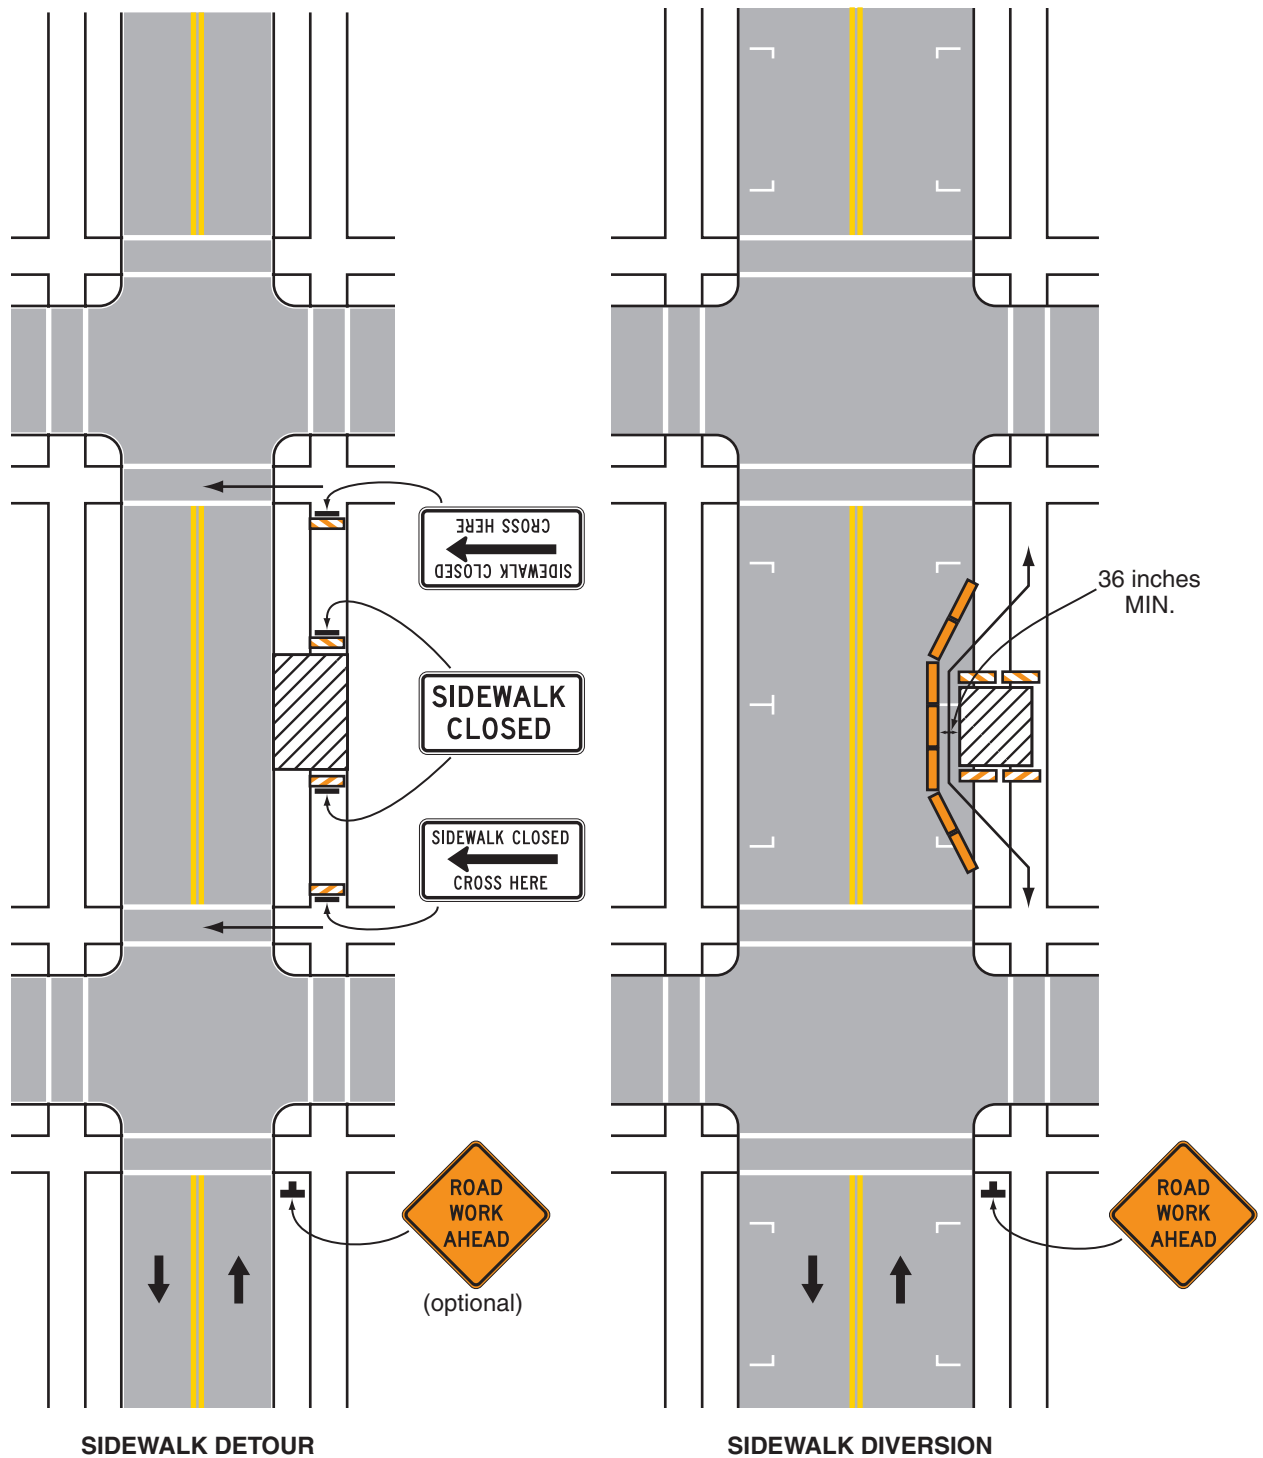 CROSS HERE
SIDEWALK CLOSED
SIDEWALK
CLOSED
SIDEWALK CLOSED
CROSS HERE
ROAD
WORK
AHEAD
(optional)
SIDEWALK DETOUR
36 inches
MIN.
ROAD
WORK
AHEAD
SIDEWALK DIVERSION